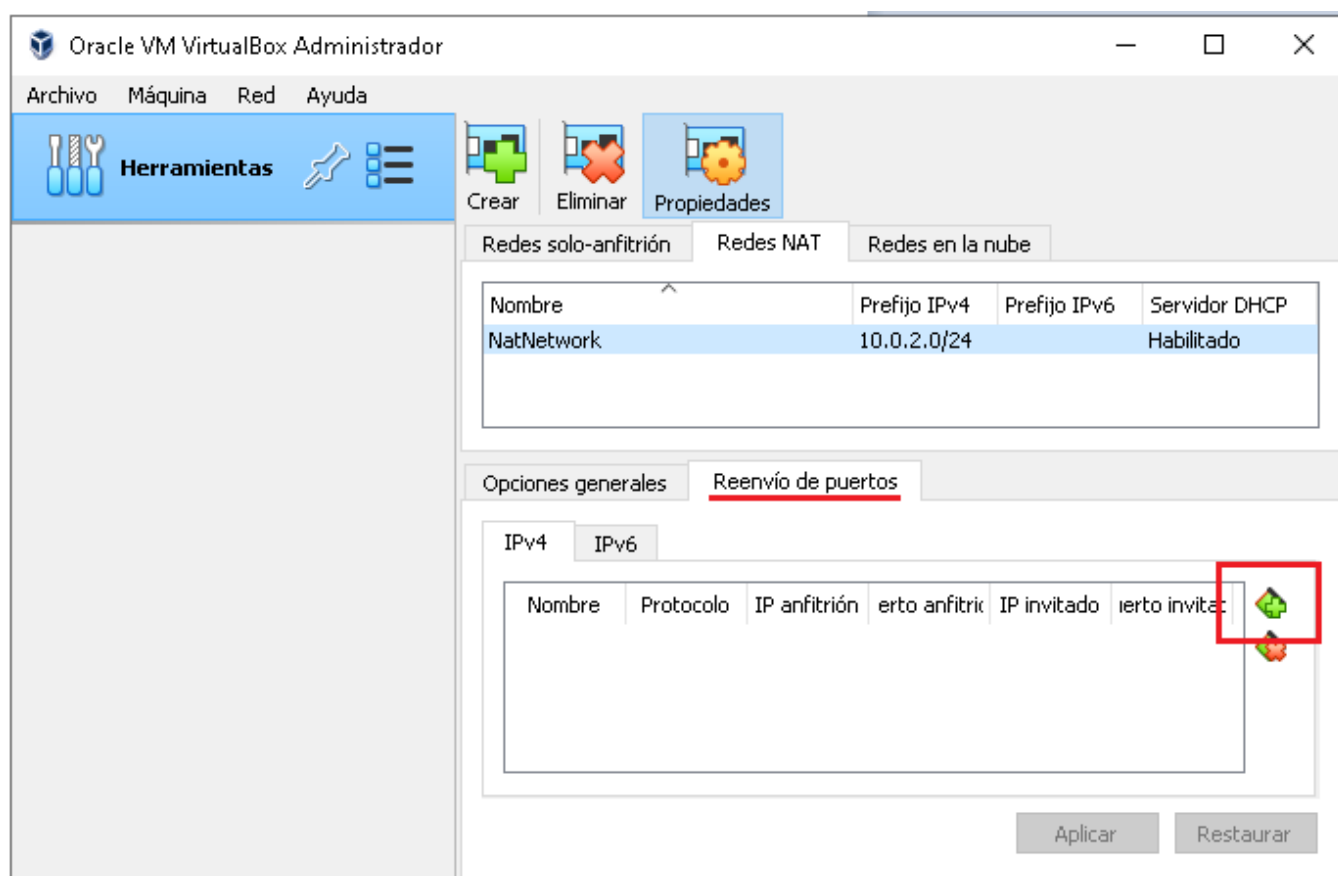 Oracle VM VirtualBox Administrador
Archivo Máquina Red Ayuda
Herramientas
Crear Eliminar Propiedades
Redes solo-anfitrión Redes NAT Redes en la nube
Nombre Prefijo IPv4 Prefijo IPv6 Servidor DHCP
NatNetwork 10.0.2.0/24 Habilitado
Opciones generales Reenvío de puertos
IPv4 IPv6
Nombre Protocolo IP anfitrión erto anfitric IP invitado erto invitac
Aplicar Restaurar